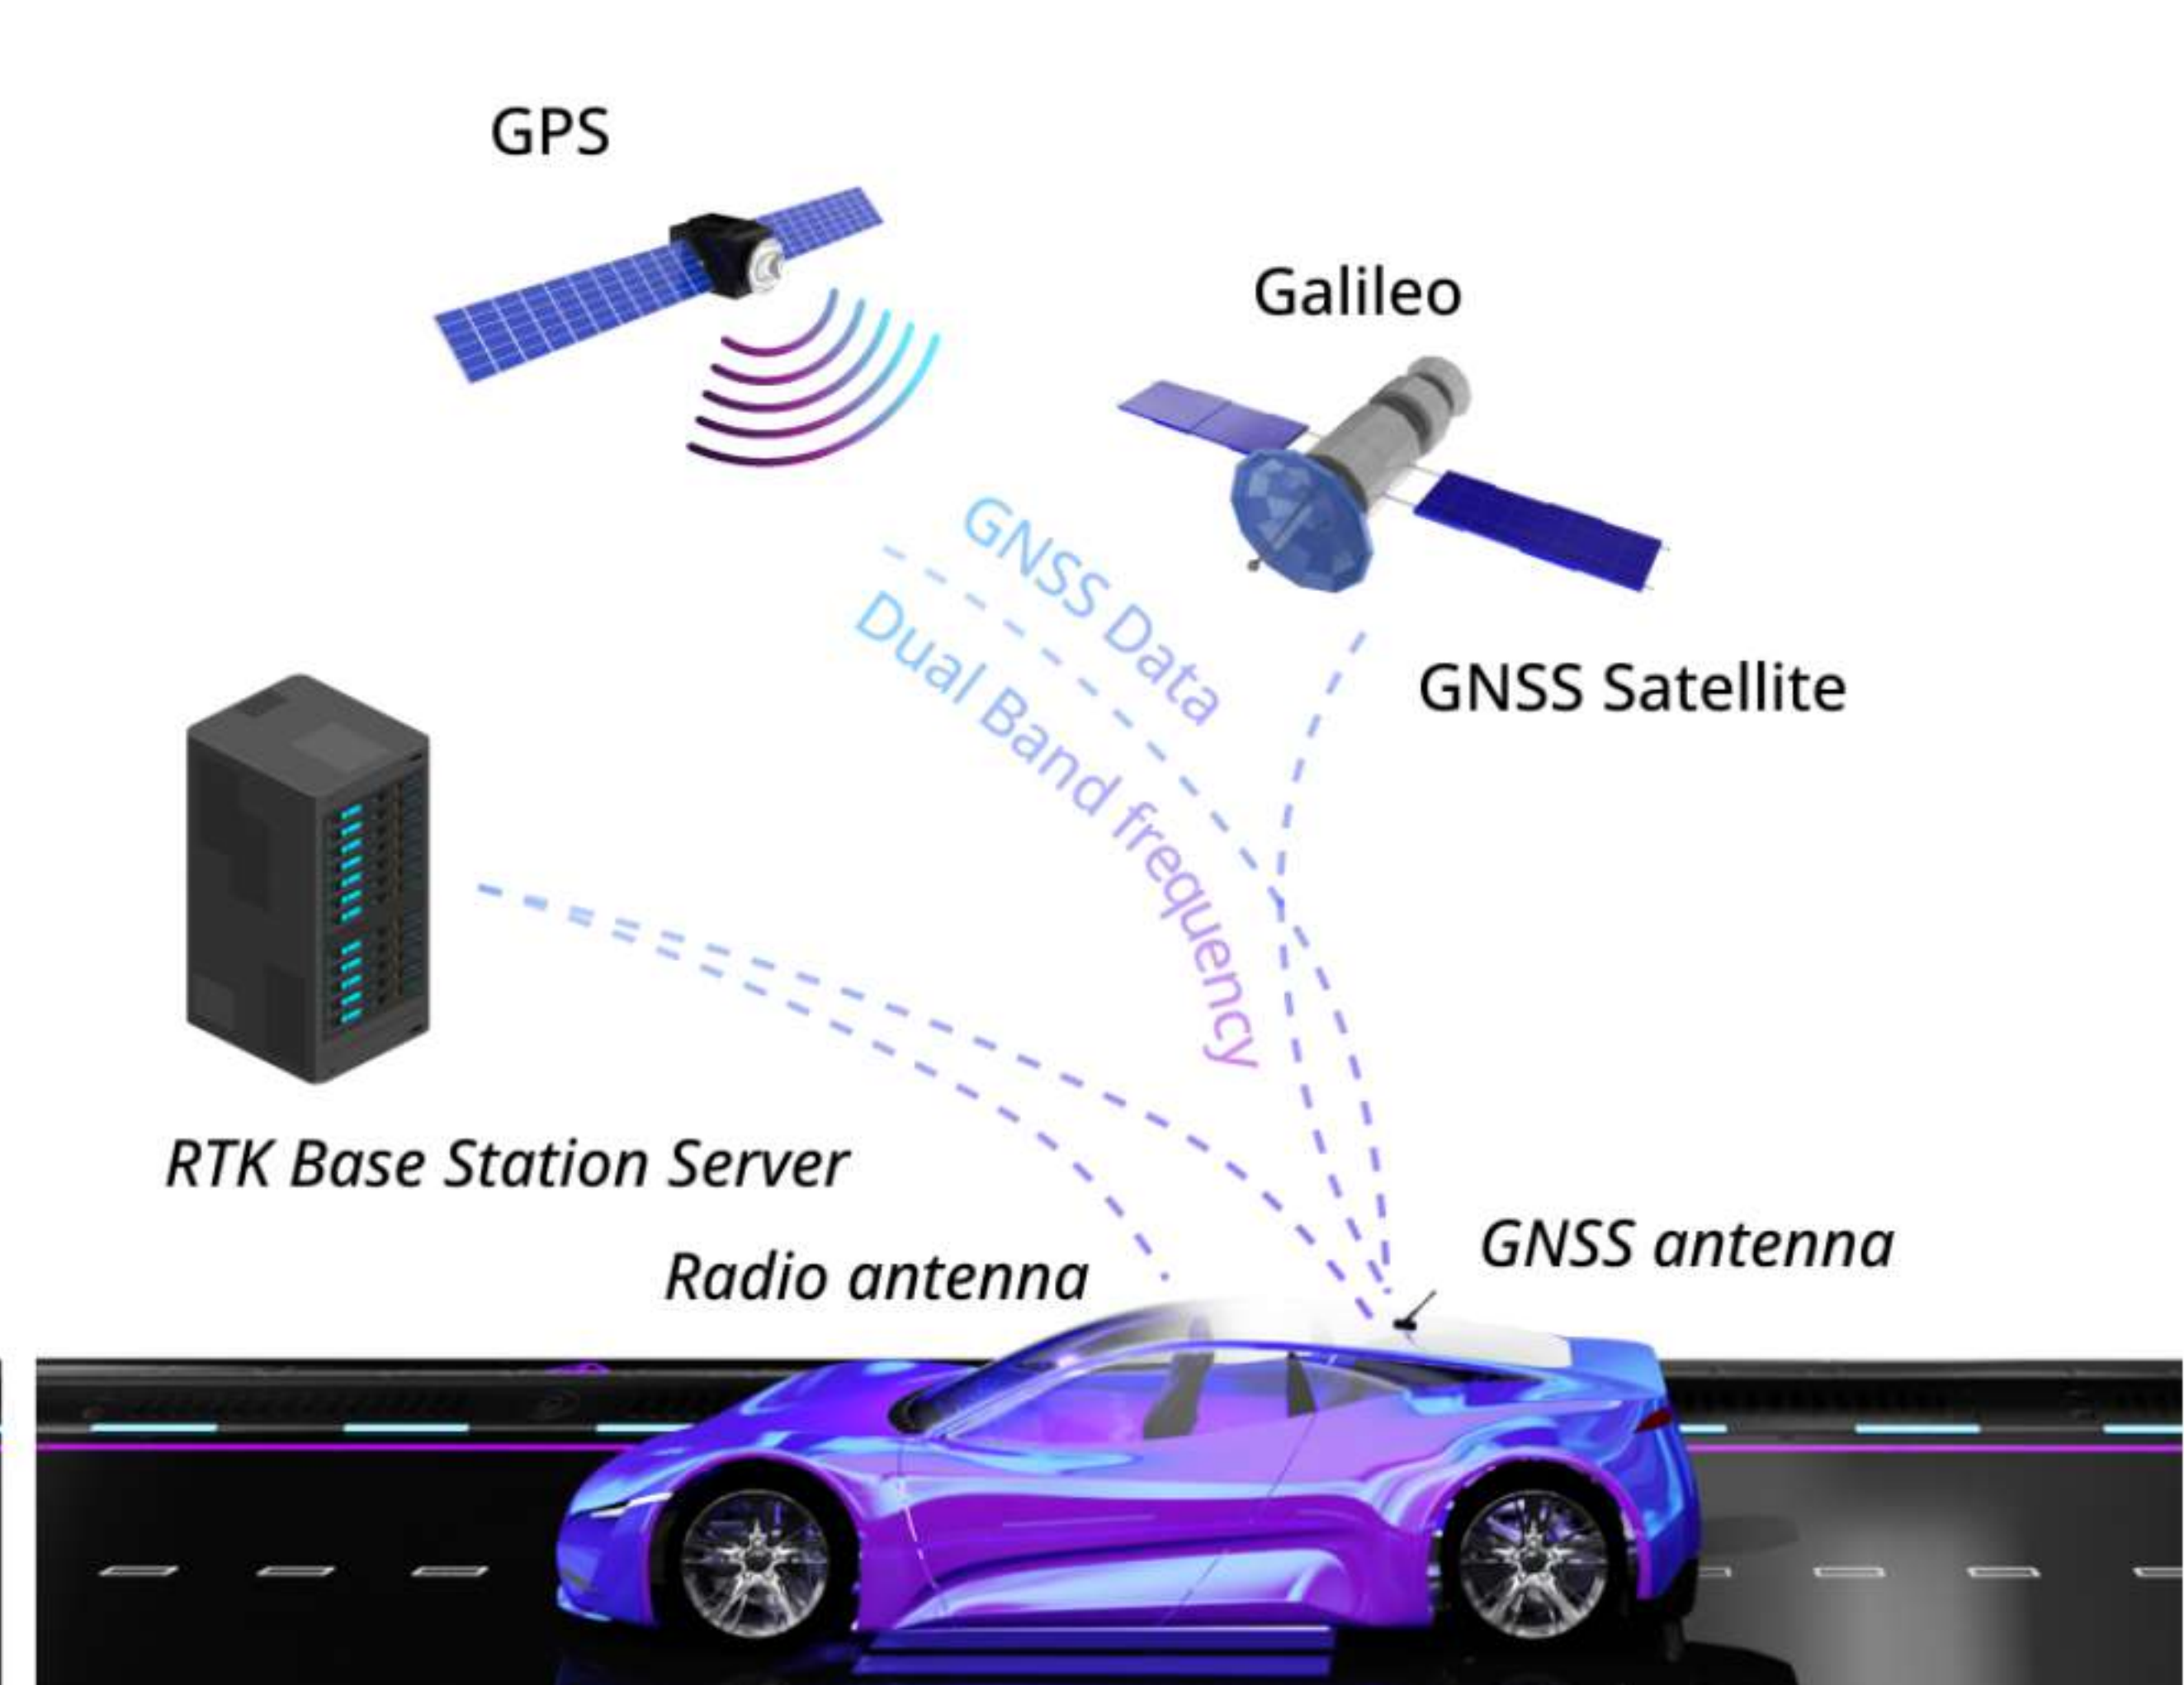 GPS
Galileo
GNSS Data
Dual Band frequency
GNSS Satellite
RTK Base Station Server
Radio antenna
GNSS antenna